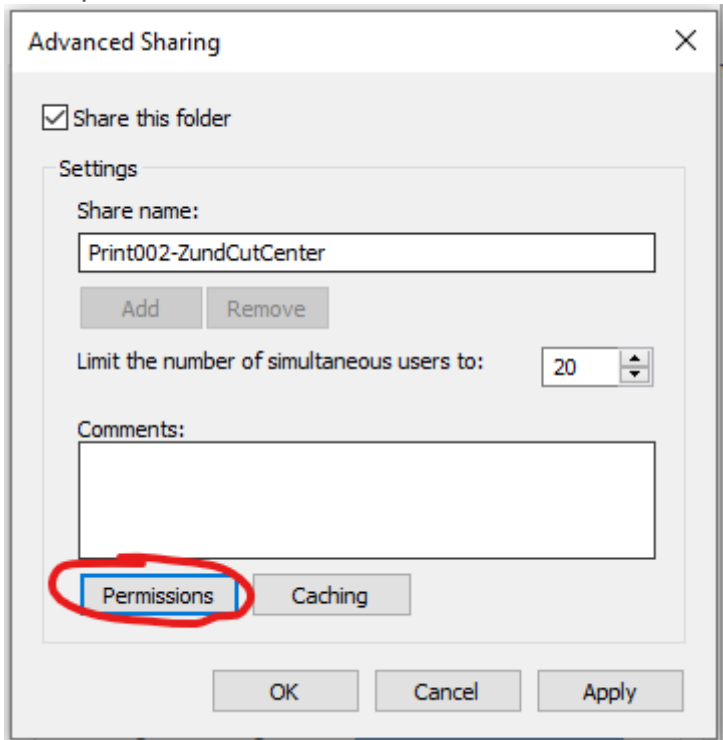 Advanced Sharing
Share this folder
Settings
Share name:
Print002-ZundCutCenter
Add Remove
Limit the number of simultaneous users to: 20
Comments:
Permissions Caching
OK Cancel Apply